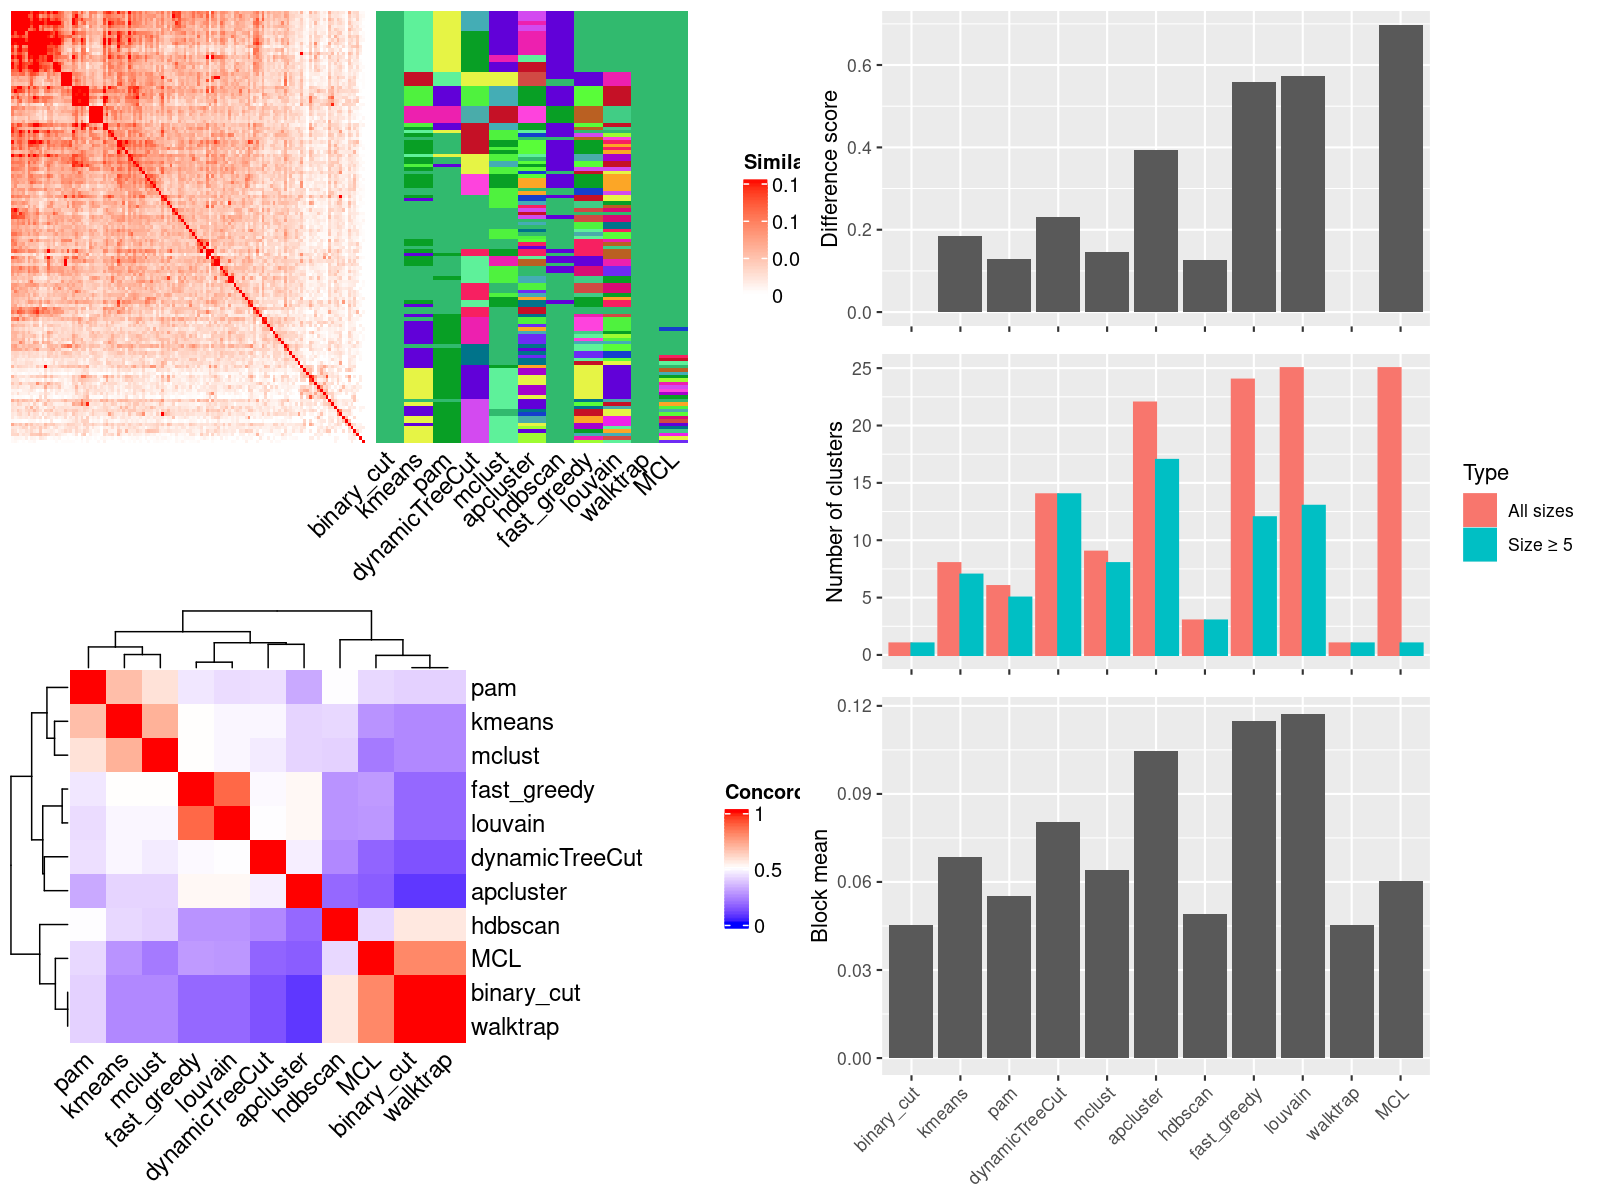 Simila
0.1
0.1
0.0
0
binary_cut
kmeans
pam
dynamicTreeCut
mclust
apcluster
hdbscan
fast_greedy
louvain
walktrap
MCL
pam
kmeans
mclust
fast_greedy
louvain
dynamicTreeCut
apcluster
hdbscan
MCL
binary_cut
walktrap
pam
kmeans
mclust
fast_greedy
louvain
dynamicTreeCut
apcluster
hdbscan
MCL
binary_cut
walktrap
Concord
1
0.5
0
Difference score
0.6
0.4
0.2
0.0
Number of clusters
25
20
15
10
5
0
Type
All sizes
Size ≥ 5
Block mean
0.12
0.09
0.06
0.03
0.00
binary_cut
kmeans
pam
dynamicTreeCut
mclust
apcluster
hdbscan
fast_greedy
louvain
walktrap
MCL